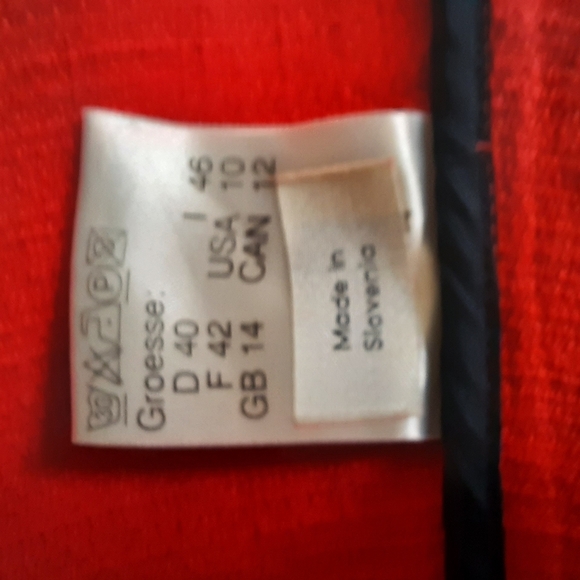 Groesse:
D 40 I 46
F 42 USA 10
GB 14 CAN 12
Made in
Slovenia